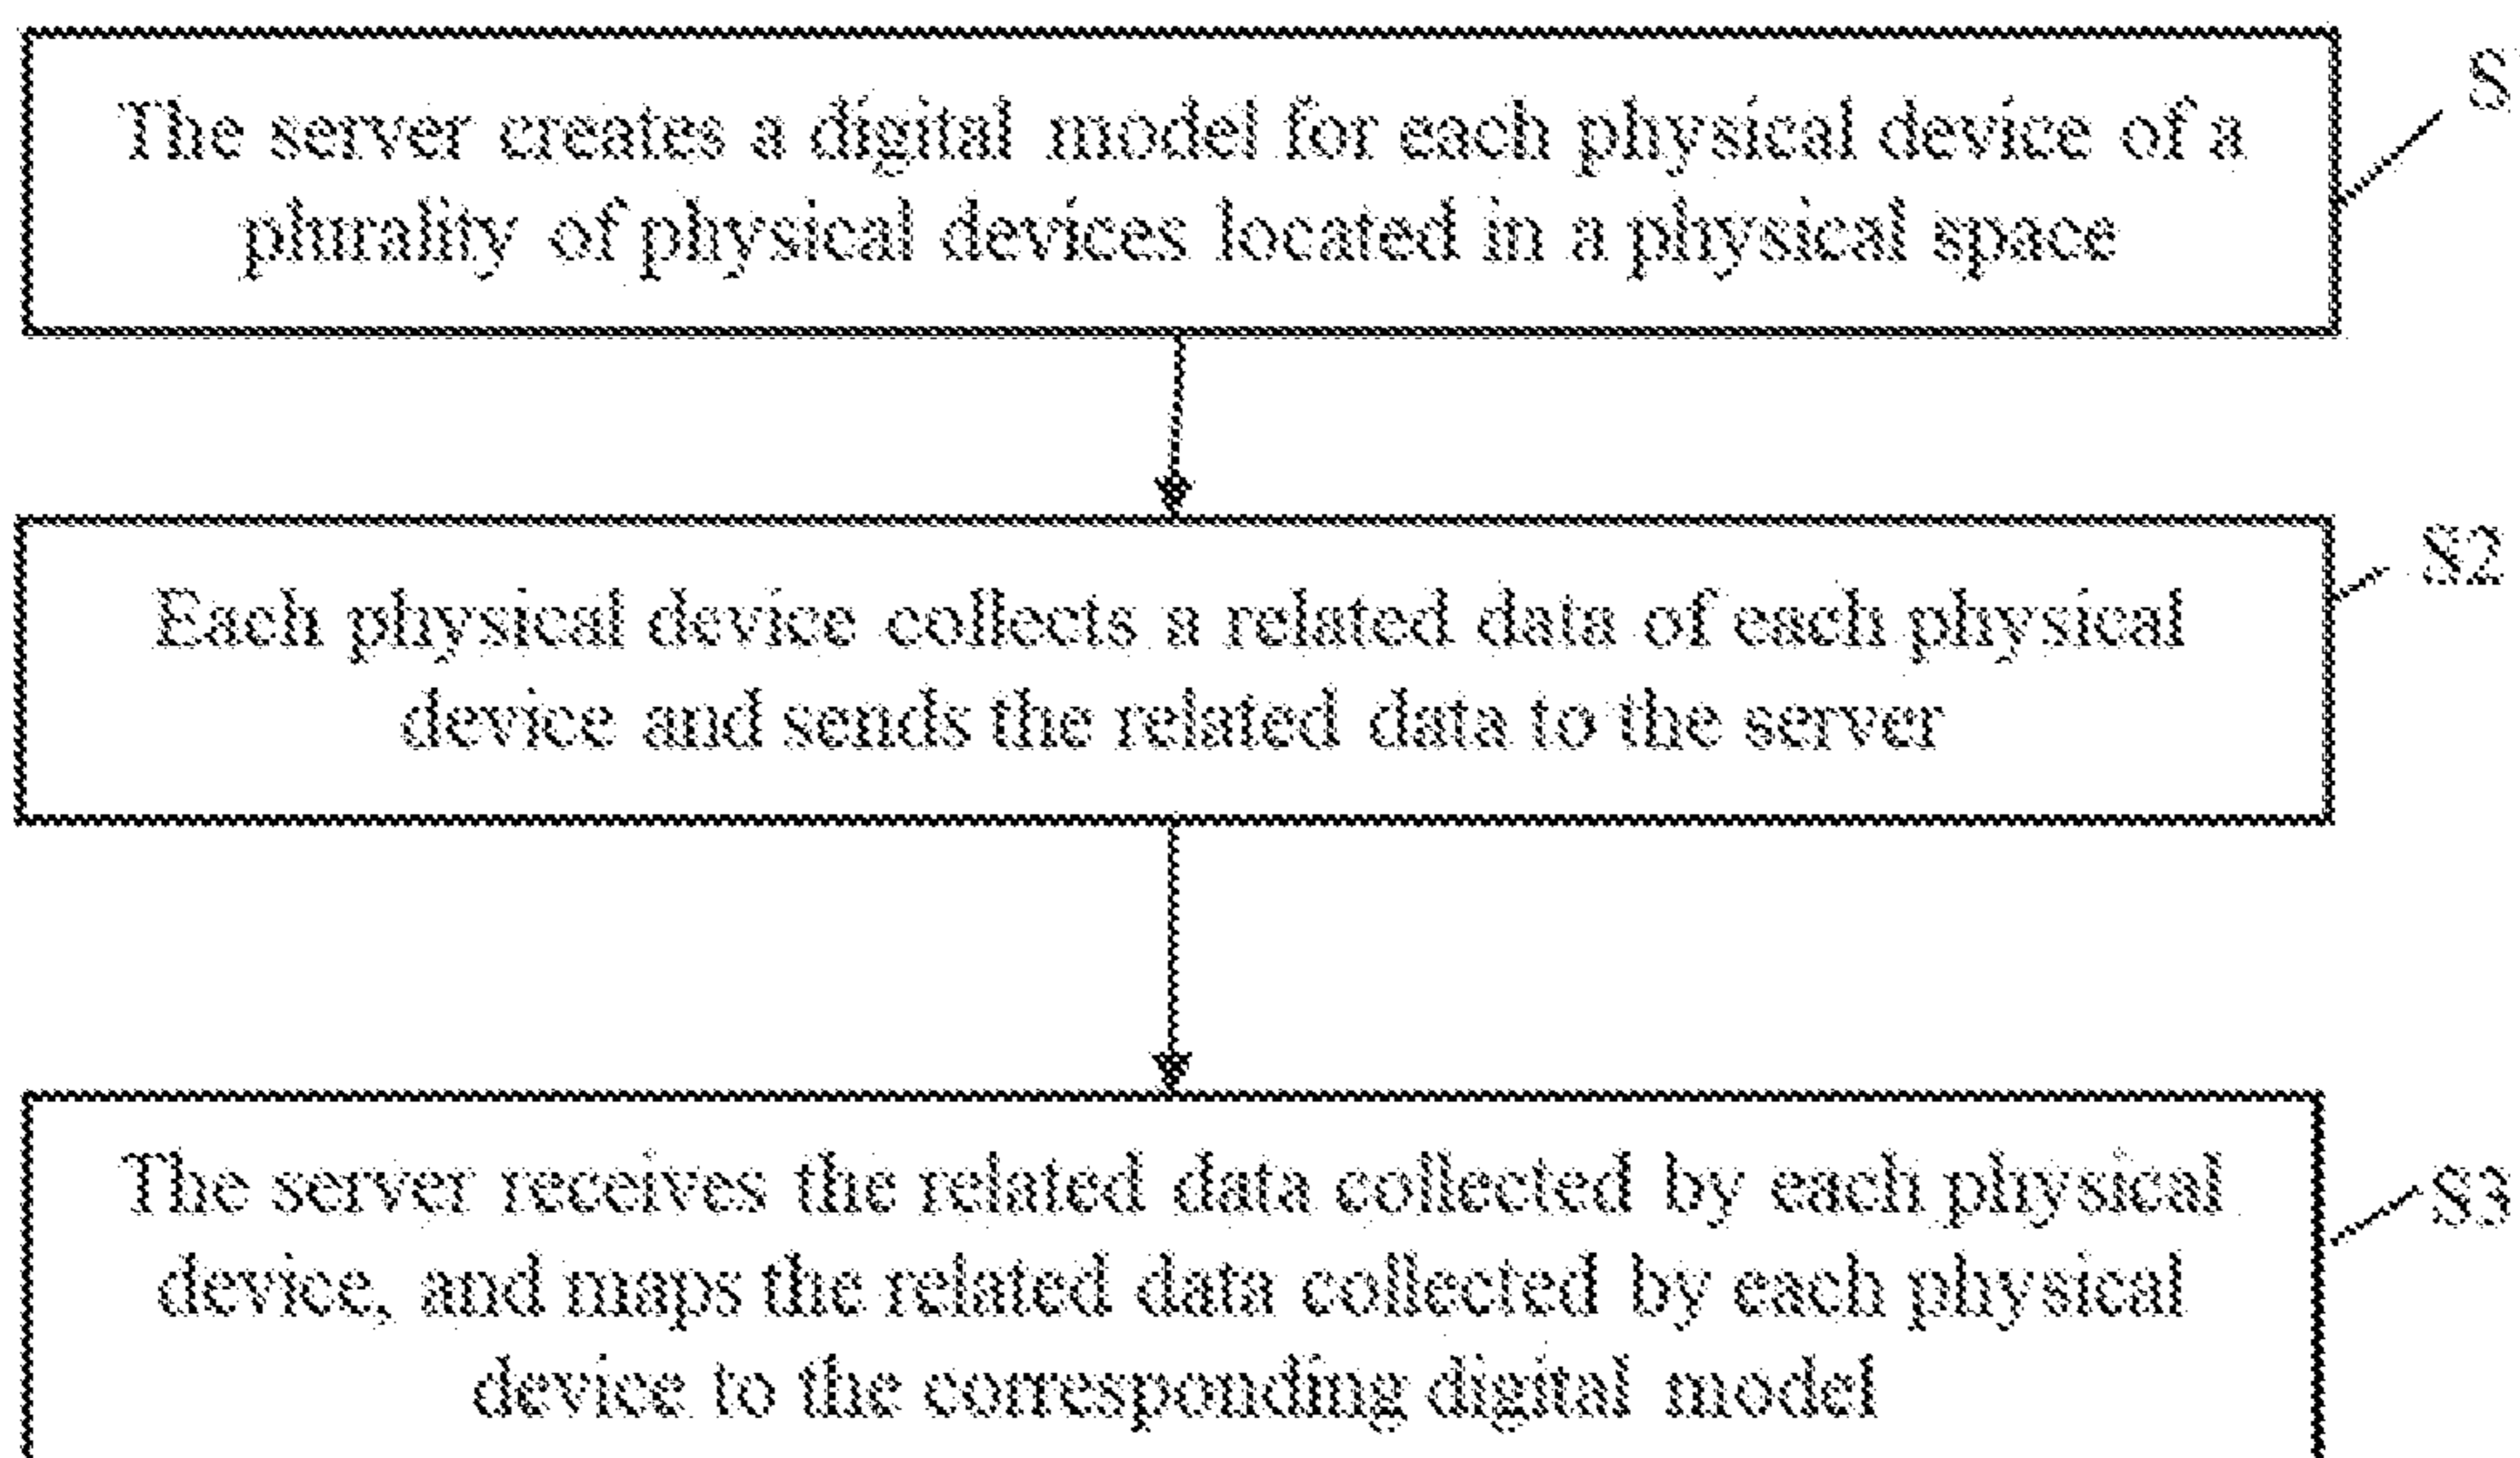 The server creates a digital model for each physical device of a
plurality of physical devices located in a physical space
S
Each physical device collects a related data of each physical
device and sends the related data to the server
S2
The server receives the related data collected by each physical
device, and maps the related data collected by each physical
device to the corresponding digital model
S3